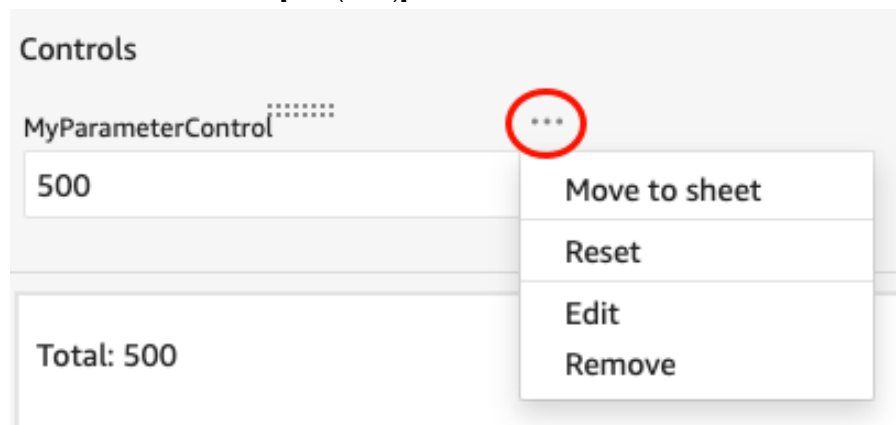 Controls
MyParameterControl
500
Move to sheet
Reset
Edit
Total: 500
Remove